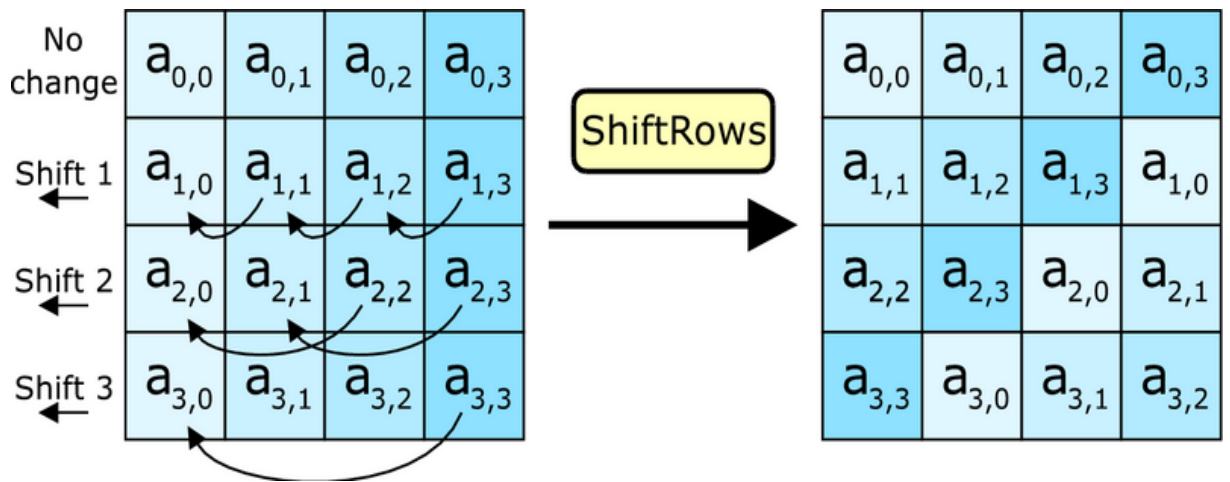 No
change
a0,0 a0,1 a0,2 a0,3
a0,0 a0,1 a0,2 a0,3
ShiftRows
Shift 1
a1,0 a1,1 a1,2 a1,3
a1,1 a1,2 a1,3 a1,0
Shift 2
a2,0 a2,1 a2,2 a2,3
a2,2 a2,3 a2,0 a2,1
Shift 3
a3,0 a3,1 a3,2 a3,3
a3,3 a3,0 a3,1 a3,2